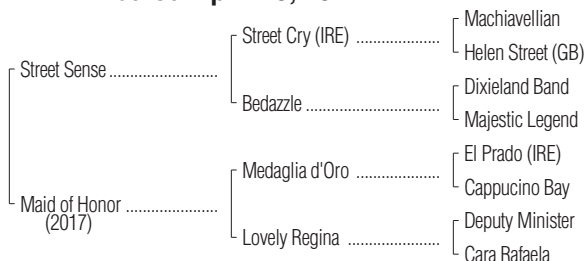 Machiavellian
Street Cry (IRE) ....................
Helen Street (GB)
Street Sense ..........................
Dixieland Band
Bedazzle ................................
Majestic Legend
El Prado (IRE)
Medaglia d'Oro ....................
Cappucino Bay
Maid of Honor ......................
(2017)
Deputy Minister
Lovely Regina ......................
Cara Rafaela